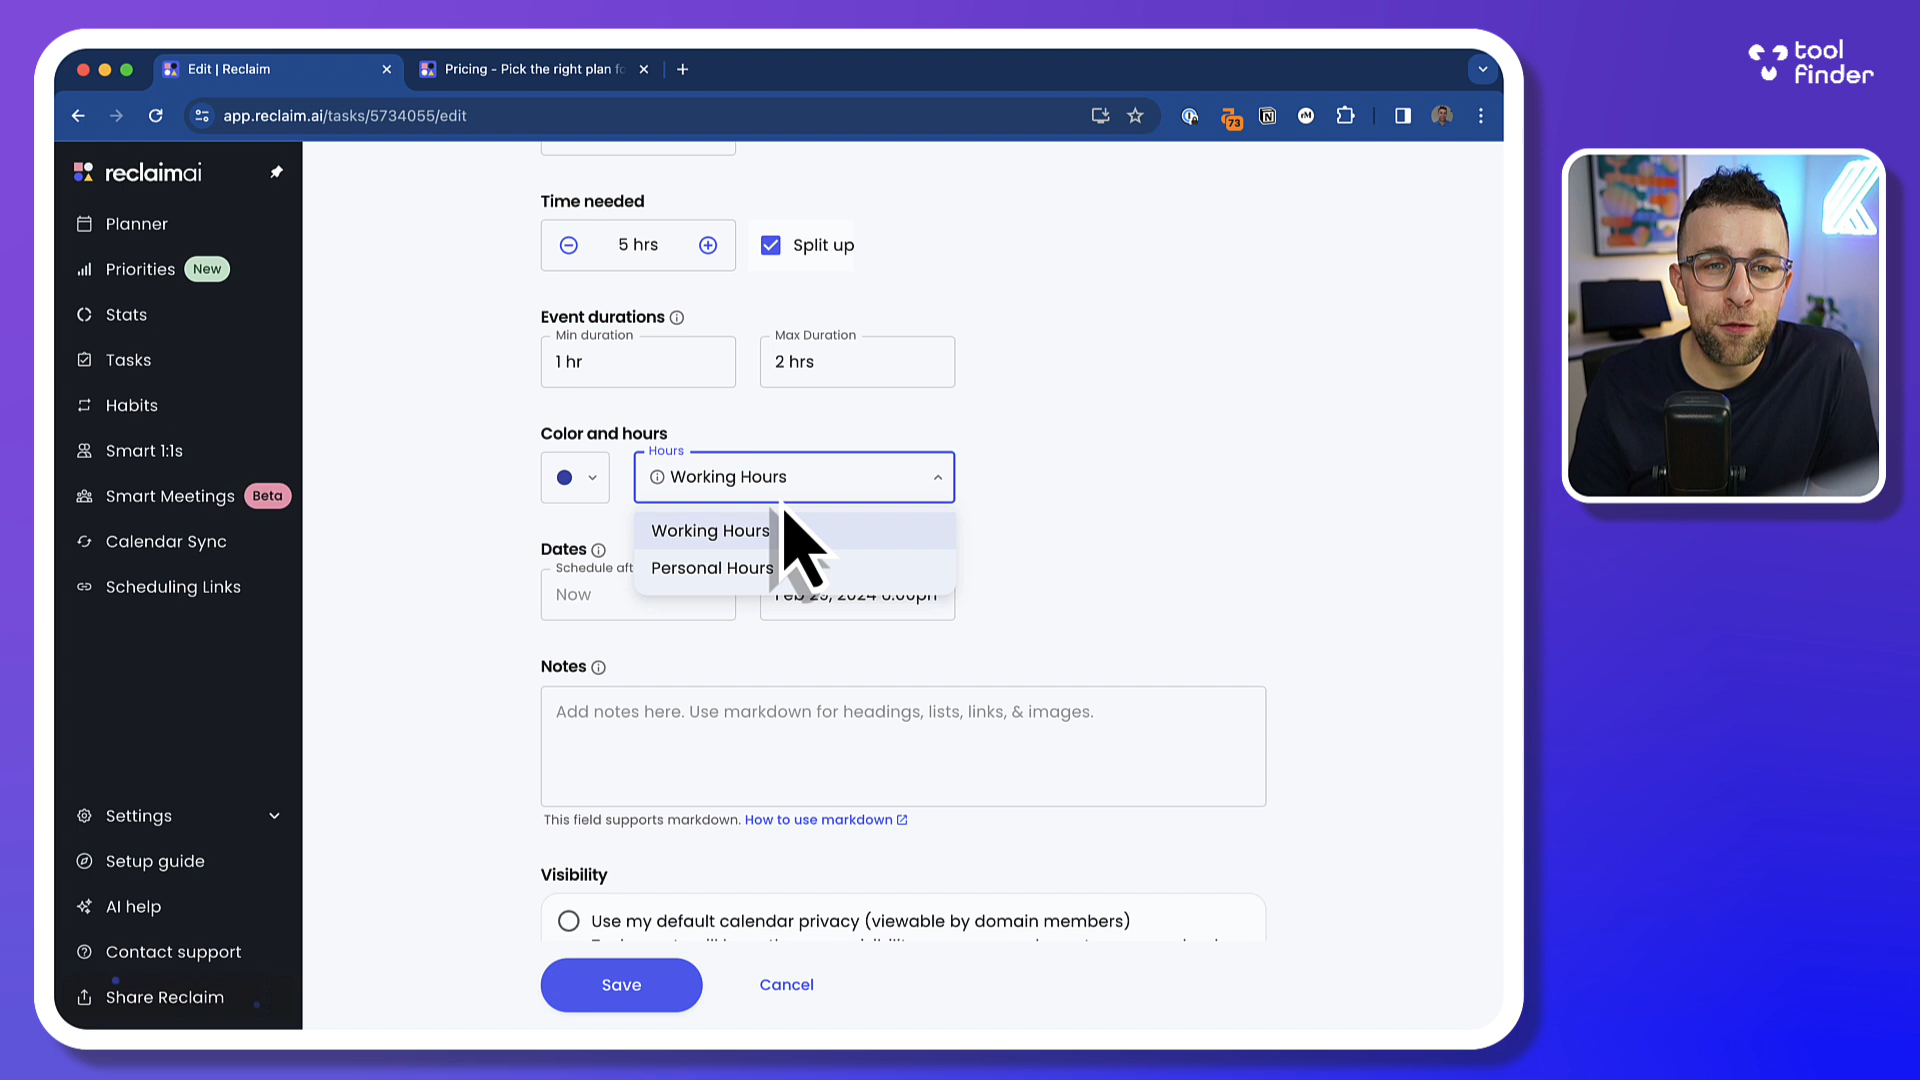 tool
finder
Edit | Reclaim
Pricing - Pick the right plan fo
app.reclaim.ai/tasks/5734055/edit
73
reclaimai
Planner
Priorities New
Stats
Tasks
Habits
Smart 1:1s
Smart Meetings Beta
Calendar Sync
Scheduling Links
Settings
Setup guide
AI help
Contact support
Share Reclaim
Time needed
5 hrs
Split up
Event durations
Min duration
1 hr
Max Duration
2 hrs
Color and hours
Hours
Working Hours
Working Hours
Personal Hours
Dates
Schedule aft
Now
Notes
Add notes here. Use markdown for headings, lists, links, & images.
This field supports markdown. How to use markdown
Visibility
Use my default calendar privacy (viewable by domain members)
Save
Cancel